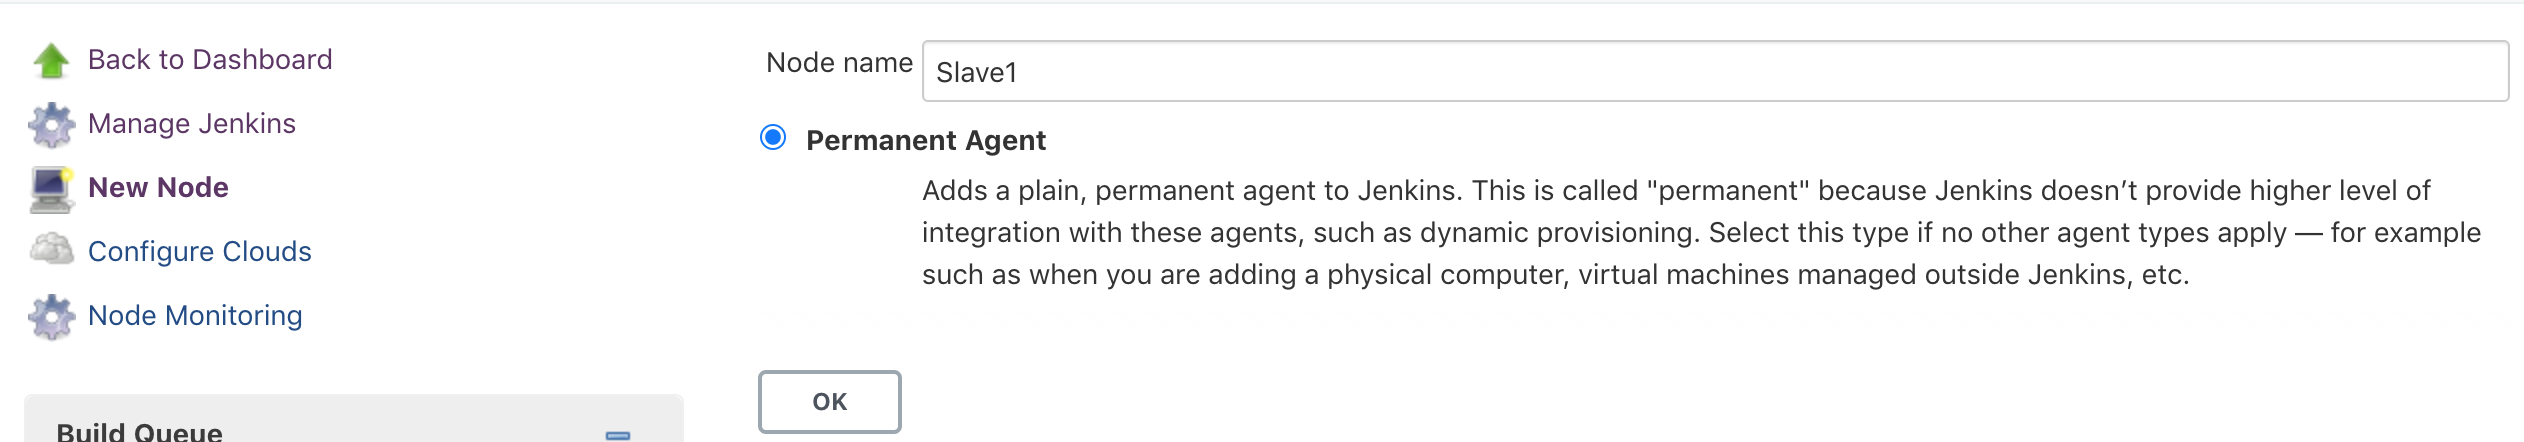 Back to Dashboard
Manage Jenkins
New Node
Configure Clouds
Node Monitoring
Build Queue
Node name Slave1
Permanent Agent
Adds a plain, permanent agent to Jenkins. This is called "permanent" because Jenkins doesn’t provide higher level of
integration with these agents, such as dynamic provisioning. Select this type if no other agent types apply — for example
such as when you are adding a physical computer, virtual machines managed outside Jenkins, etc.
OK